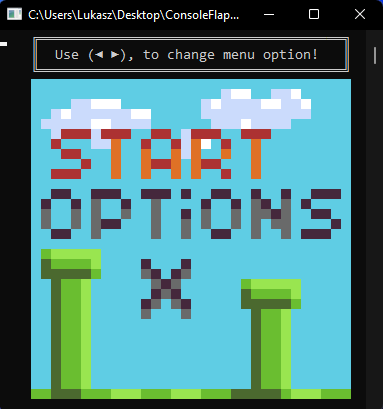 C:\Users\Lukasz\Desktop\ConsoleFlap...
Use (◄ ►), to change menu option!
START
OPTIONS
X